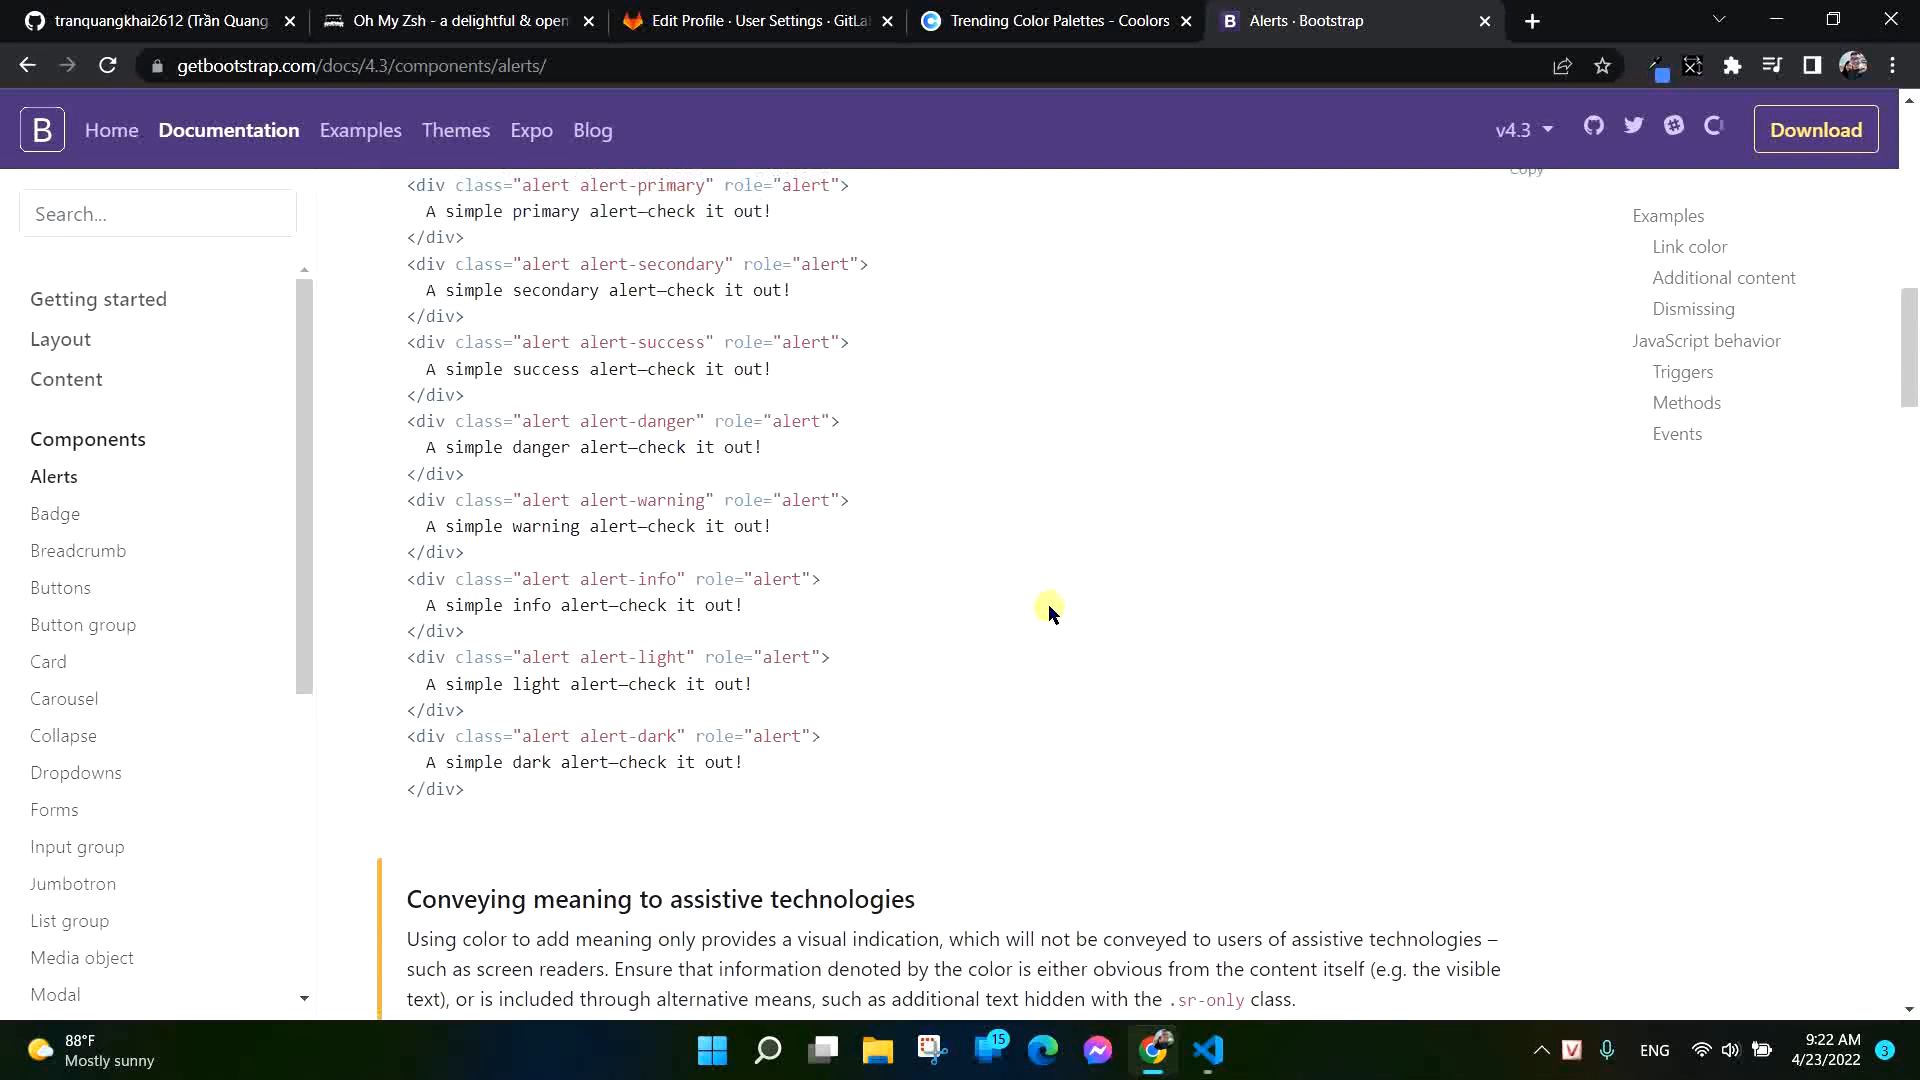 tranquangkhai2612 (Trần Quang
Oh My Zsh - a delightful & open
Edit Profile · User Settings · GitLa
Trending Color Palettes - Coolors
Alerts · Bootstrap
getbootstrap.com/docs/4.3/components/alerts/
B Home Documentation Examples Themes Expo Blog v4.3 Download
Search...
Getting started
Layout
Content
Components
Alerts
Badge
Breadcrumb
Buttons
Button group
Card
Carousel
Collapse
Dropdowns
Forms
Input group
Jumbotron
List group
Media object
Modal
Copy
<div class="alert alert-primary" role="alert">
A simple primary alert—check it out!
</div>
<div class="alert alert-secondary" role="alert">
A simple secondary alert—check it out!
</div>
<div class="alert alert-success" role="alert">
A simple success alert—check it out!
</div>
<div class="alert alert-danger" role="alert">
A simple danger alert—check it out!
</div>
<div class="alert alert-warning" role="alert">
A simple warning alert—check it out!
</div>
<div class="alert alert-info" role="alert">
A simple info alert—check it out!
</div>
<div class="alert alert-light" role="alert">
A simple light alert—check it out!
</div>
<div class="alert alert-dark" role="alert">
A simple dark alert—check it out!
</div>
Conveying meaning to assistive technologies
Using color to add meaning only provides a visual indication, which will not be conveyed to users of assistive technologies –
such as screen readers. Ensure that information denoted by the color is either obvious from the content itself (e.g. the visible
text), or is included through alternative means, such as additional text hidden with the .sr-only class.
Examples
Link color
Additional content
Dismissing
JavaScript behavior
Triggers
Methods
Events
88°F
Mostly sunny
15
V
ENG
9:22 AM
4/23/2022
3